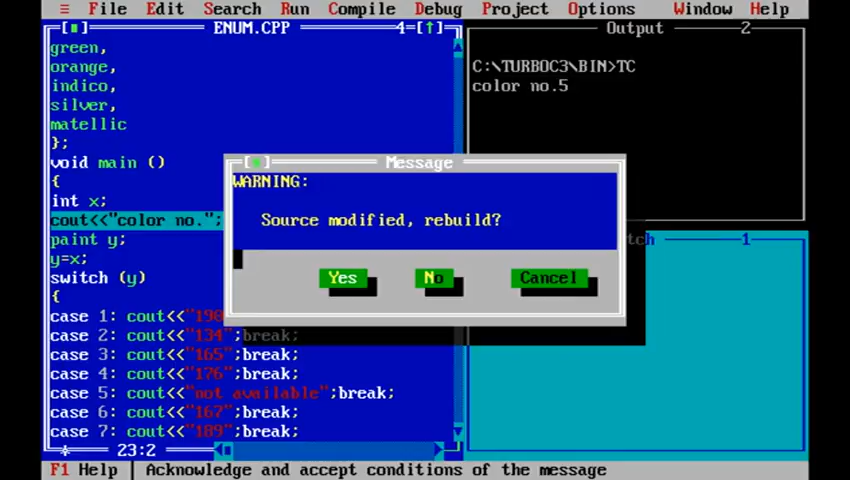 ≡ File Edit Search Run Compile Debug Project Options Window Help
ENUM.CPP 4=[↑]
green,
orange,
indico,
silver,
matellic
};
void main ()
{
int x;
cout<<"color no.";
paint y;
y=x;
switch (y)
{
case 1: cout<<"190
case 2: cout<<"134";break;
case 3: cout<<"165";break;
case 4: cout<<"176";break;
case 5: cout<<"not available";break;
case 6: cout<<"167";break;
case 7: cout<<"189";break;
23:2
Output 2
C:\TURBOC3\BIN>TC
color no.5
Message
WARNING:
Source modified, rebuild?
Yes No Cancel
tch 1
F1 Help Acknowledge and accept conditions of the message